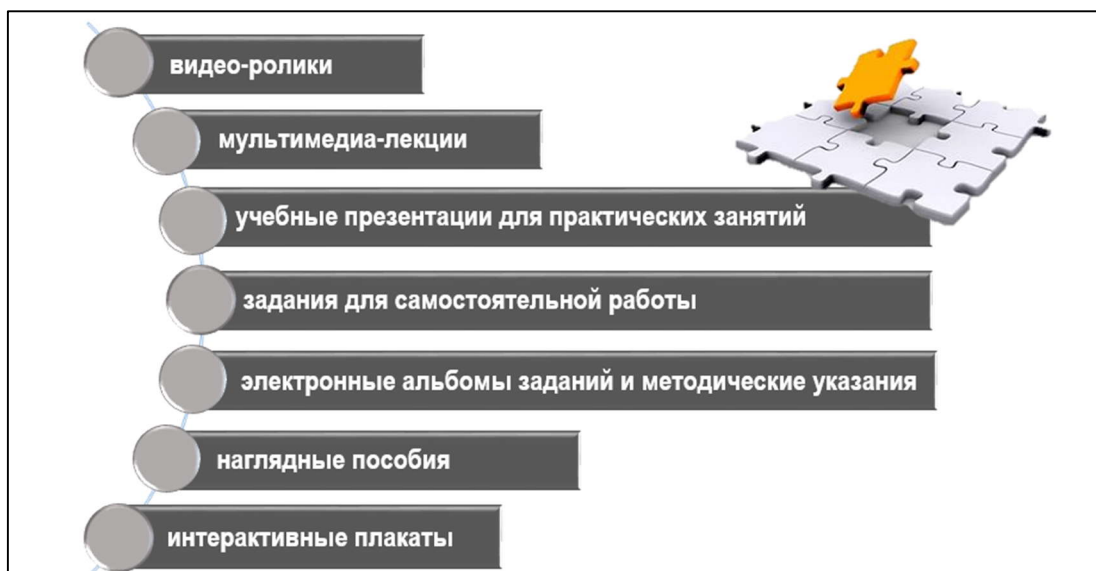 видео-ролики
мультимедиа-лекции
учебные презентации для практических занятий
задания для самостоятельной работы
электронные альбомы заданий и методические указания
наглядные пособия
интерактивные плакаты